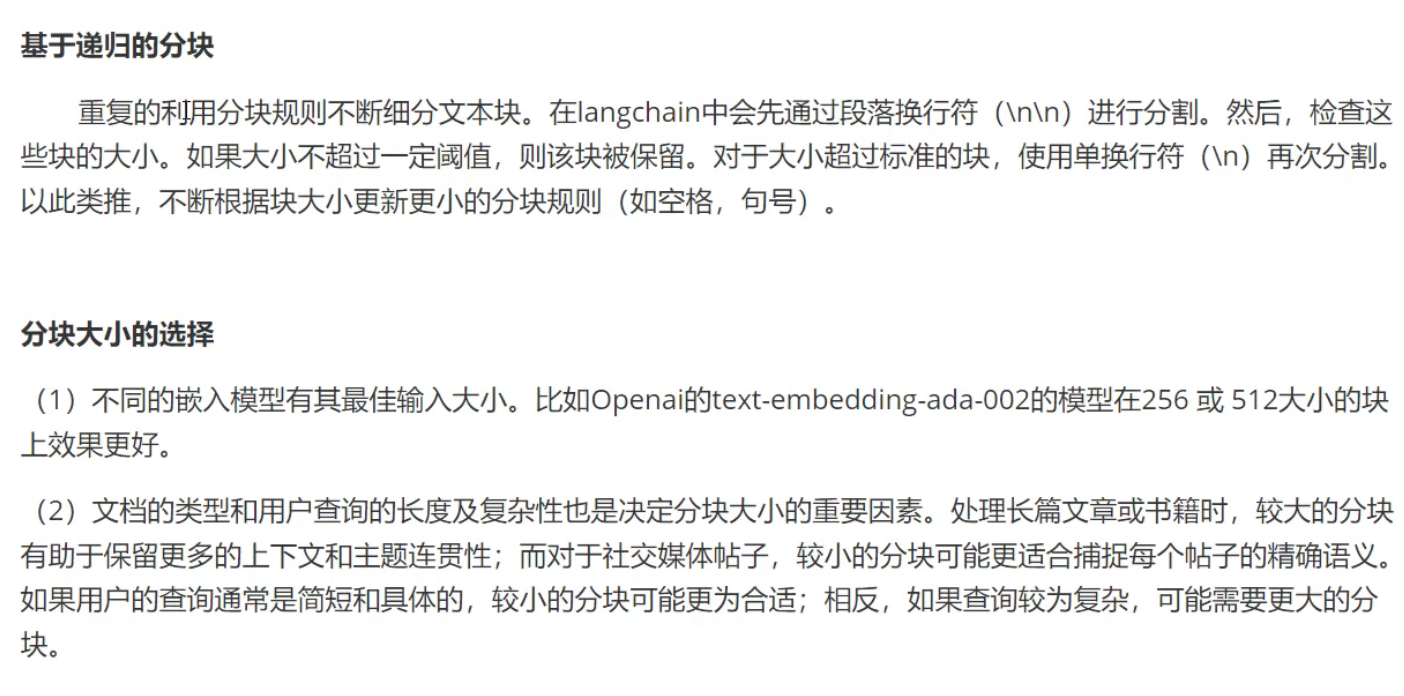 基于递归的分块
重复的利用分块规则不断细分文本块。在langchain中会先通过段落换行符（\n\n）进行分割。然后，检查这
些块的大小。如果大小不超过一定阈值，则该块被保留。对于大小超过标准的块，使用单换行符（\n）再次分割。
以此类推，不断根据块大小更新更小的分块规则（如空格，句号）。
分块大小的选择
（1）不同的嵌入模型有其最佳输入大小。比如Openai的text-embedding-ada-002的模型在256 或 512大小的块
上效果更好。
（2）文档的类型和用户查询的长度及复杂性也是决定分块大小的重要因素。处理长篇文章或书籍时，较大的分块
有助于保留更多的上下文和主题连贯性；而对于社交媒体帖子，较小的分块可能更适合捕捉每个帖子的精确语义。
如果用户的查询通常是简短和具体的，较小的分块可能更为合适；相反，如果查询较为复杂，可能需要更大的分
块。